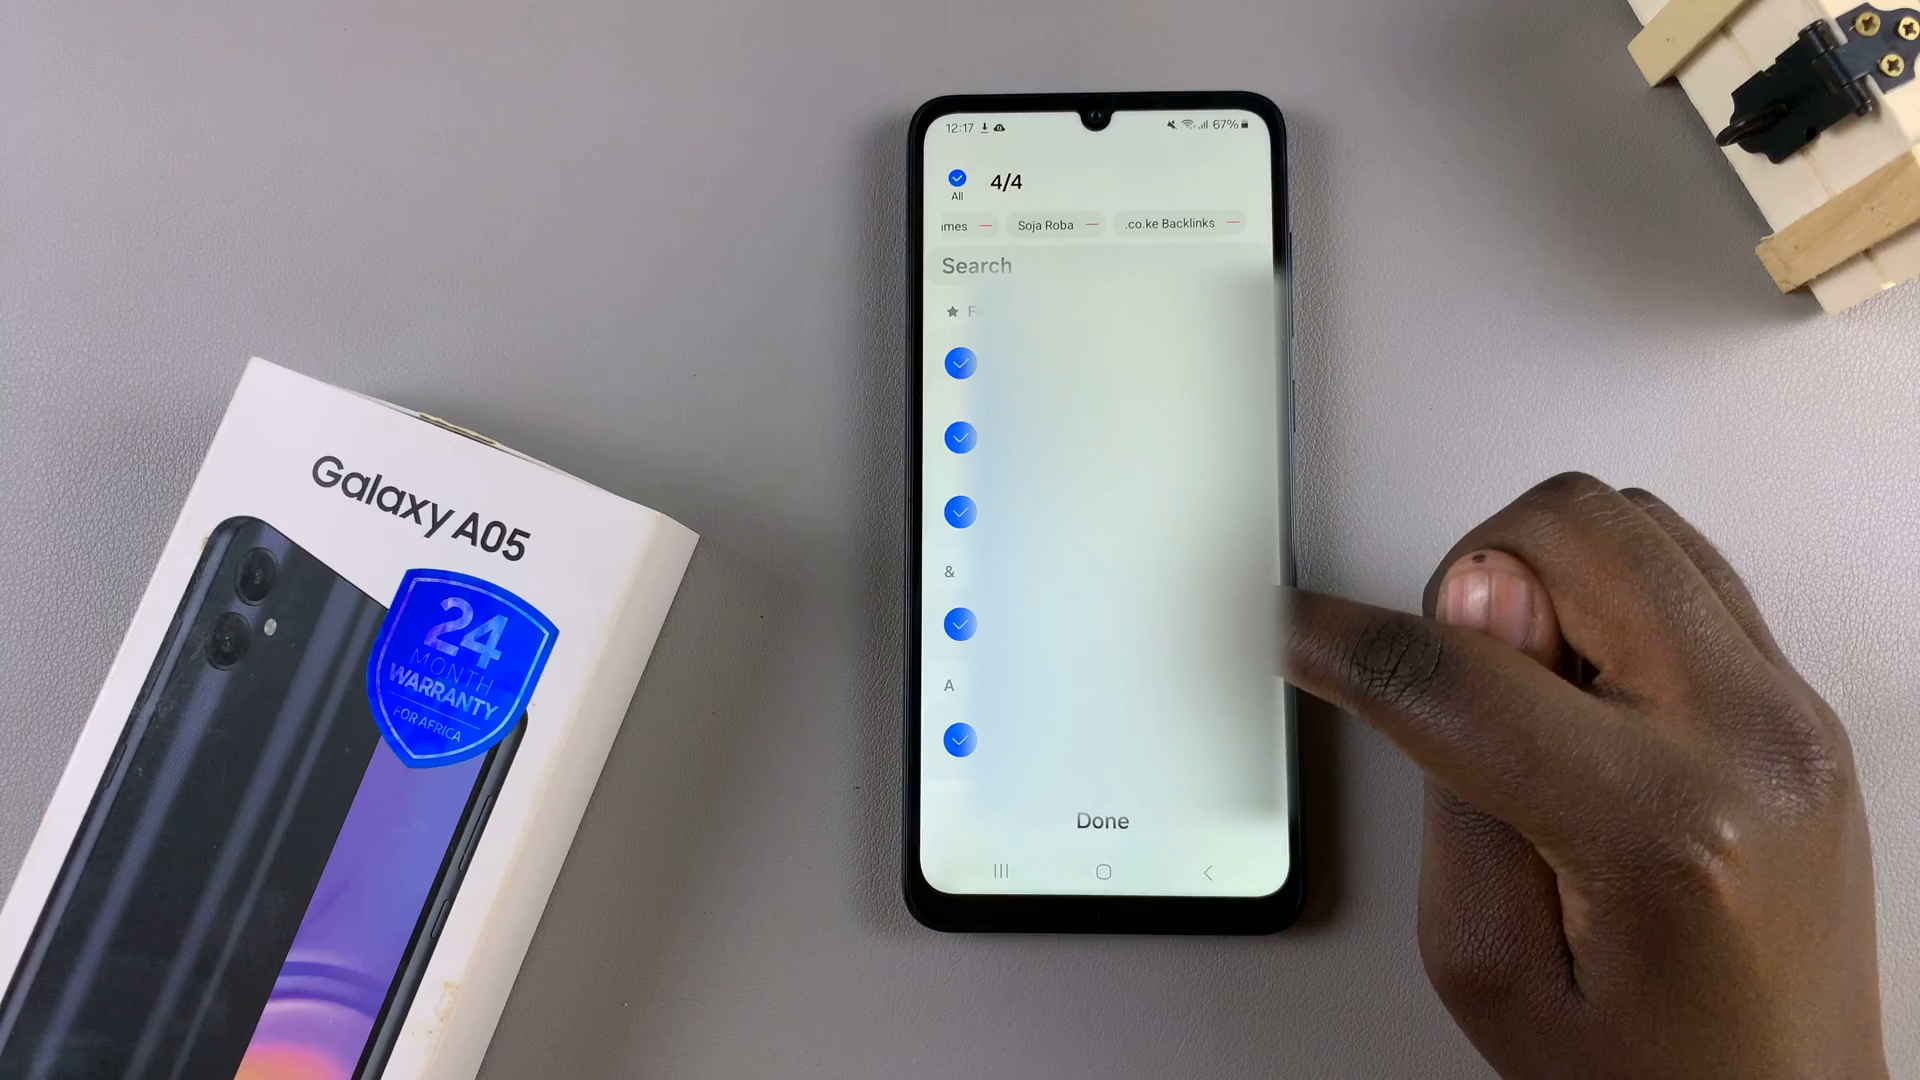 12:17
67%
All
4/4
Soja Roba
.co.ke Backlinks
Search
&
A
Done
Galaxy A05
24
MONTH
WARRANTY
FOR AFRICA